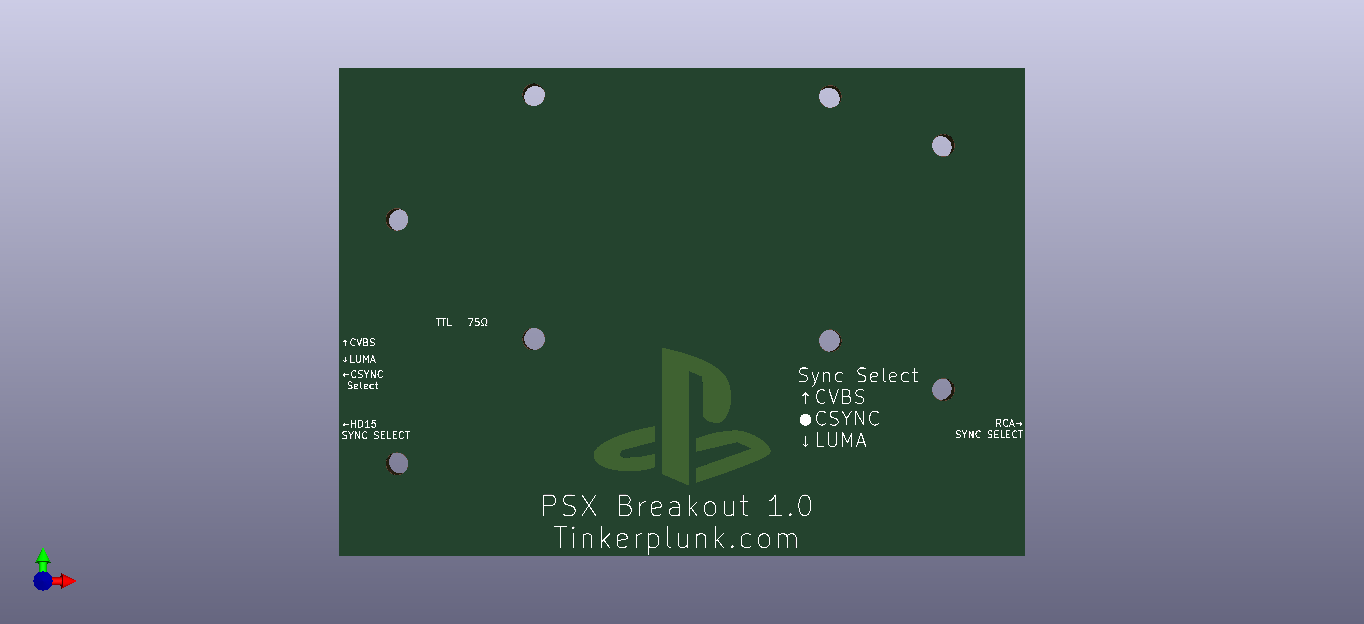 TTL 75Ω
↑CVBS
↓LUMA
←CSYNC
Select
←HD15
SYNC SELECT
Sync Select
↑CVBS
●CSYNC
↓LUMA
RCA→
SYNC SELECT
PSX Breakout 1.0
Tinkerplunk.com